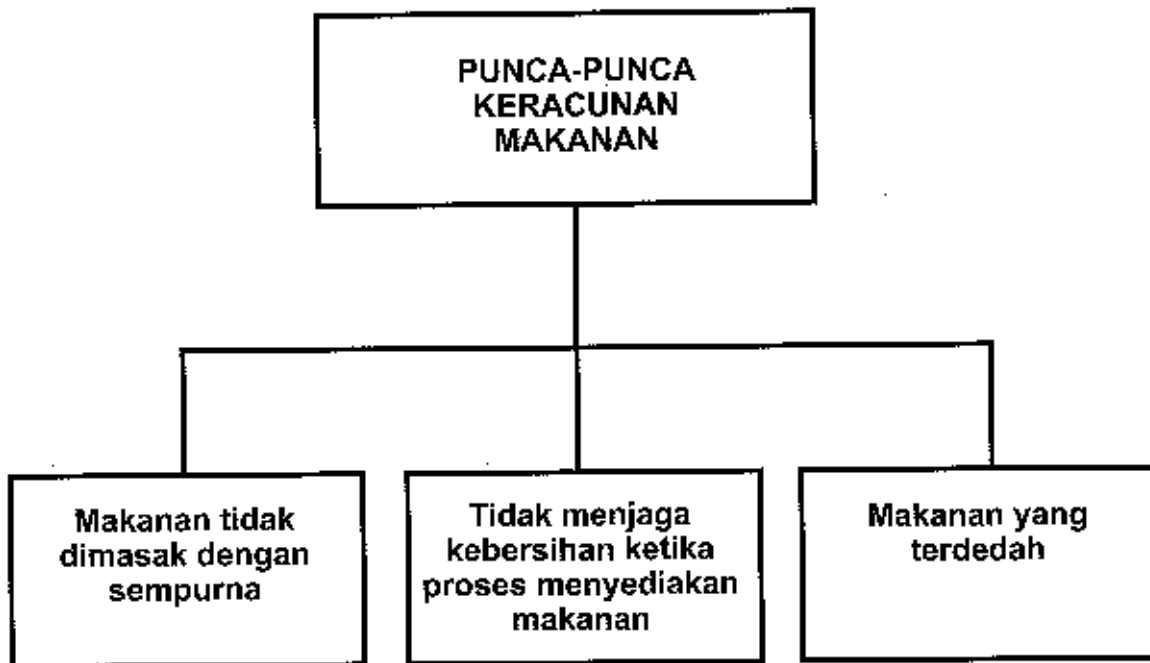 PUNCA-PUNCA
KERACUNAN
MAKANAN
Makanan tidak
dimasak dengan
sempurna
Tidak menjaga
kebersihan ketika
proses menyediakan
makanan
Makanan yang
terdedah